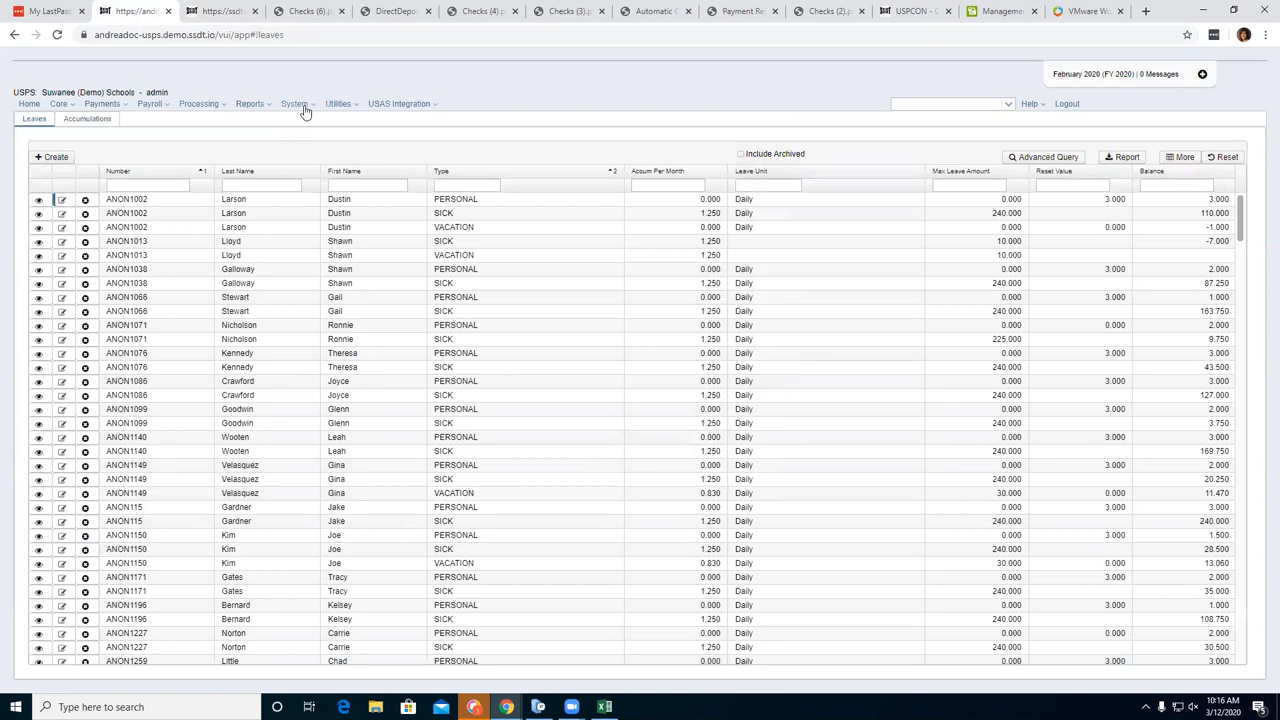 My LastPass
https://andr
https://ssdt
Checks (6).p
DirectDepos
Checks (4).p
Checks (3).p
Automatic C
Payment Re
Checks (2).p
USPCON - C
Management
VMware Wo
andreadoc-usps.demo.ssdt.io/vui/app#!leaves
February 2020 (FY 2020) | 0 Messages
USPS: Suwanee (Demo) Schools - admin
Home Core Payments Payroll Processing Reports System Utilities USAS Integration Help Logout
Leaves Accumulations
Create Include Archived Advanced Query Report More Reset
Number 1 Last Name First Name Type 2 Accum Per Month Leave Unit Max Leave Amount Reset Value Balance
ANON1002 Larson Dustin PERSONAL 0.000 Daily 0.000 3.000 3.000
ANON1002 Larson Dustin SICK 1.250 Daily 240.000 110.000
ANON1002 Larson Dustin VACATION 0.000 Daily 0.000 0.000 -1.000
ANON1013 Lloyd Shawn SICK 1.250 10.000 -7.000
ANON1013 Lloyd Shawn VACATION 1.250 10.000
ANON1038 Galloway Shawn PERSONAL 0.000 Daily 0.000 3.000 2.000
ANON1038 Galloway Shawn SICK 1.250 Daily 240.000 87.250
ANON1066 Stewart Gail PERSONAL 0.000 Daily 0.000 3.000 1.000
ANON1066 Stewart Gail SICK 1.250 Daily 240.000 163.750
ANON1071 Nicholson Ronnie PERSONAL 0.000 Daily 0.000 0.000 2.000
ANON1071 Nicholson Ronnie SICK 1.250 Daily 225.000 9.750
ANON1076 Kennedy Theresa PERSONAL 0.000 Daily 0.000 3.000 3.000
ANON1076 Kennedy Theresa SICK 1.250 Daily 240.000 43.500
ANON1086 Crawford Joyce PERSONAL 0.000 Daily 0.000 3.000 3.000
ANON1086 Crawford Joyce SICK 1.250 Daily 240.000 127.000
ANON1099 Goodwin Glenn PERSONAL 0.000 Daily 0.000 3.000 2.000
ANON1099 Goodwin Glenn SICK 1.250 Daily 240.000 3.750
ANON1140 Wooten Leah PERSONAL 0.000 Daily 0.000 3.000 3.000
ANON1140 Wooten Leah SICK 1.250 Daily 240.000 169.750
ANON1149 Velasquez Gina PERSONAL 0.000 Daily 0.000 3.000 2.000
ANON1149 Velasquez Gina SICK 1.250 Daily 240.000 20.250
ANON1149 Velasquez Gina VACATION 0.830 Daily 30.000 0.000 11.470
ANON115 Gardner Jake PERSONAL 0.000 Daily 0.000 3.000 3.000
ANON115 Gardner Jake SICK 1.250 Daily 240.000 240.000
ANON1150 Kim Joe PERSONAL 0.000 Daily 0.000 3.000 1.500
ANON1150 Kim Joe SICK 1.250 Daily 240.000 28.500
ANON1150 Kim Joe VACATION 0.830 Daily 30.000 0.000 13.060
ANON1171 Gates Tracy PERSONAL 0.000 Daily 0.000 3.000 2.000
ANON1171 Gates Tracy SICK 1.250 Daily 240.000 35.000
ANON1196 Bernard Kelsey PERSONAL 0.000 Daily 0.000 3.000 1.000
ANON1196 Bernard Kelsey SICK 1.250 Daily 240.000 108.750
ANON1227 Norton Carrie PERSONAL 0.000 Daily 0.000 0.000 2.000
ANON1227 Norton Carrie SICK 1.250 Daily 240.000 30.500
ANON1259 Little Chad PERSONAL 0.000 Daily 0.000 3.000 3.000
Type here to search
10:16 AM
3/12/2020
5